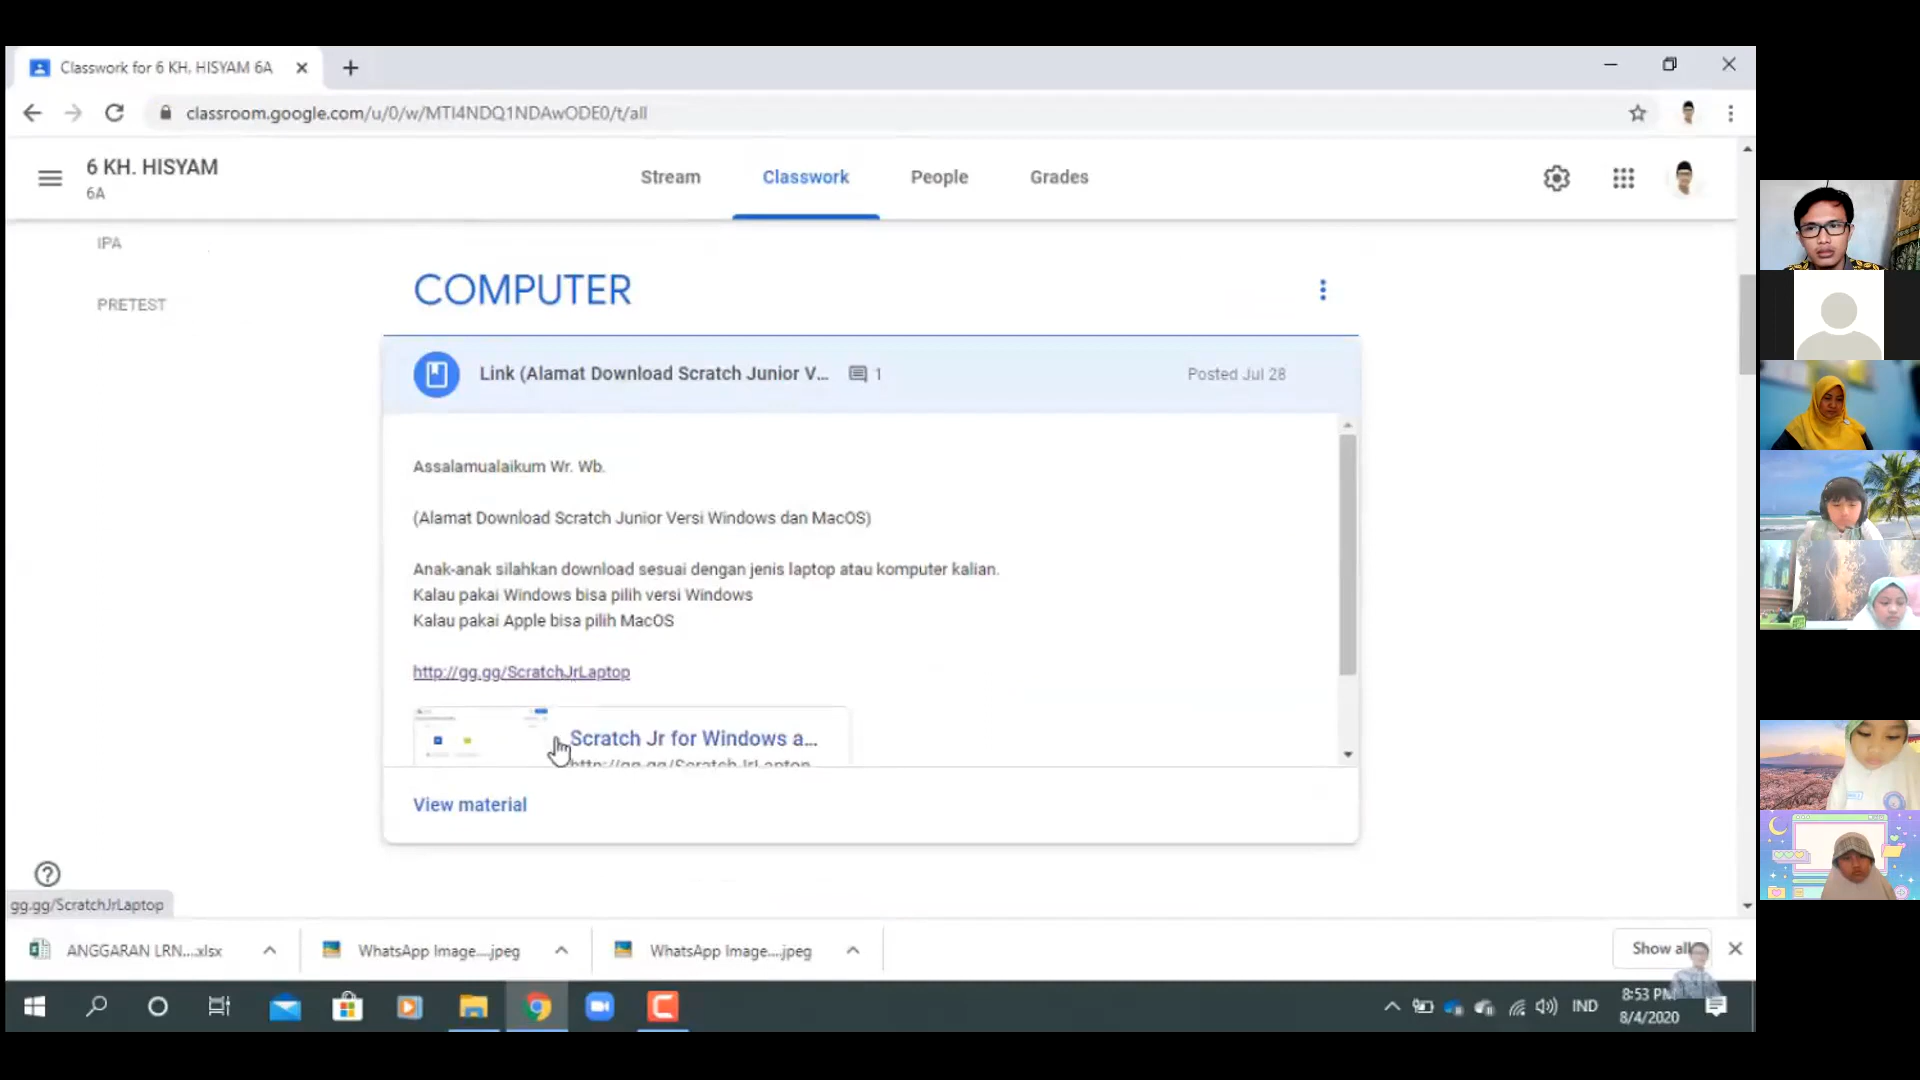 Classwork for 6 KH. HISYAM 6A
classroom.google.com/u/0/w/MTI4NDQ1NDAwODE0/t/all
6 KH. HISYAM
6A
Stream
Classwork
People
Grades
IPA
PRETEST
COMPUTER
Link (Alamat Download Scratch Junior V...
1
Posted Jul 28
Assalamualaikum Wr. Wb.
(Alamat Download Scratch Junior Versi Windows dan MacOS)
Anak-anak silahkan download sesuai dengan jenis laptop atau komputer kalian.
Kalau pakai Windows bisa pilih versi Windows
Kalau pakai Apple bisa pilih MacOS
http://gg.gg/ScratchJrLaptop
Scratch Jr for Windows a...
http://gg.gg/ScratchJrLaptop
View material
gg.gg/ScratchJrLaptop
ANGGARAN LRN....xlsx
WhatsApp Image....jpeg
WhatsApp Image....jpeg
Show all
IND
8:53 PM
8/4/2020